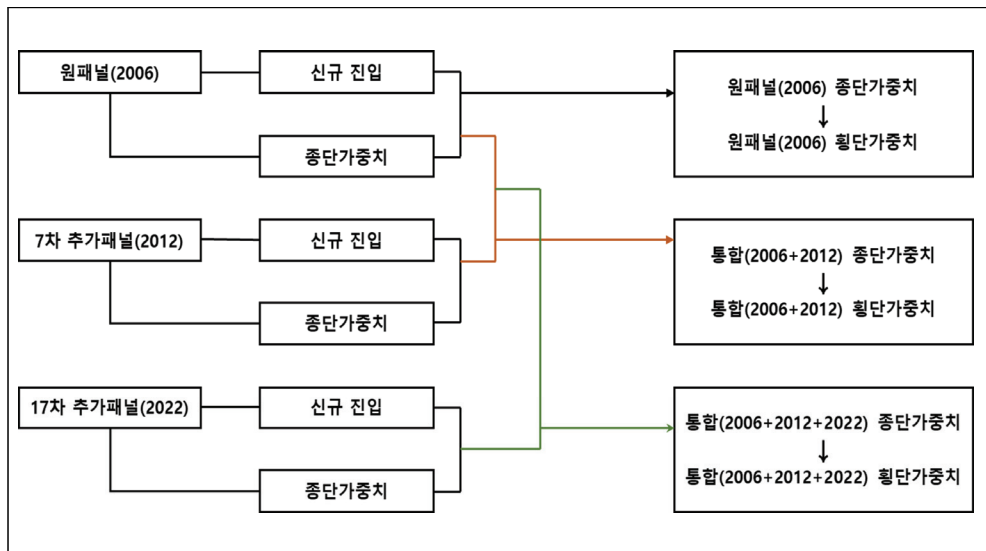 원패널(2006)
신규 진입
종단가중치
원패널(2006) 종단가중치
↓
원패널(2006) 횡단가중치
7차 추가패널(2012)
신규 진입
종단가중치
통합(2006+2012) 종단가중치
↓
통합(2006+2012) 횡단가중치
17차 추가패널(2022)
신규 진입
종단가중치
통합(2006+2012+2022) 종단가중치
↓
통합(2006+2012+2022) 횡단가중치